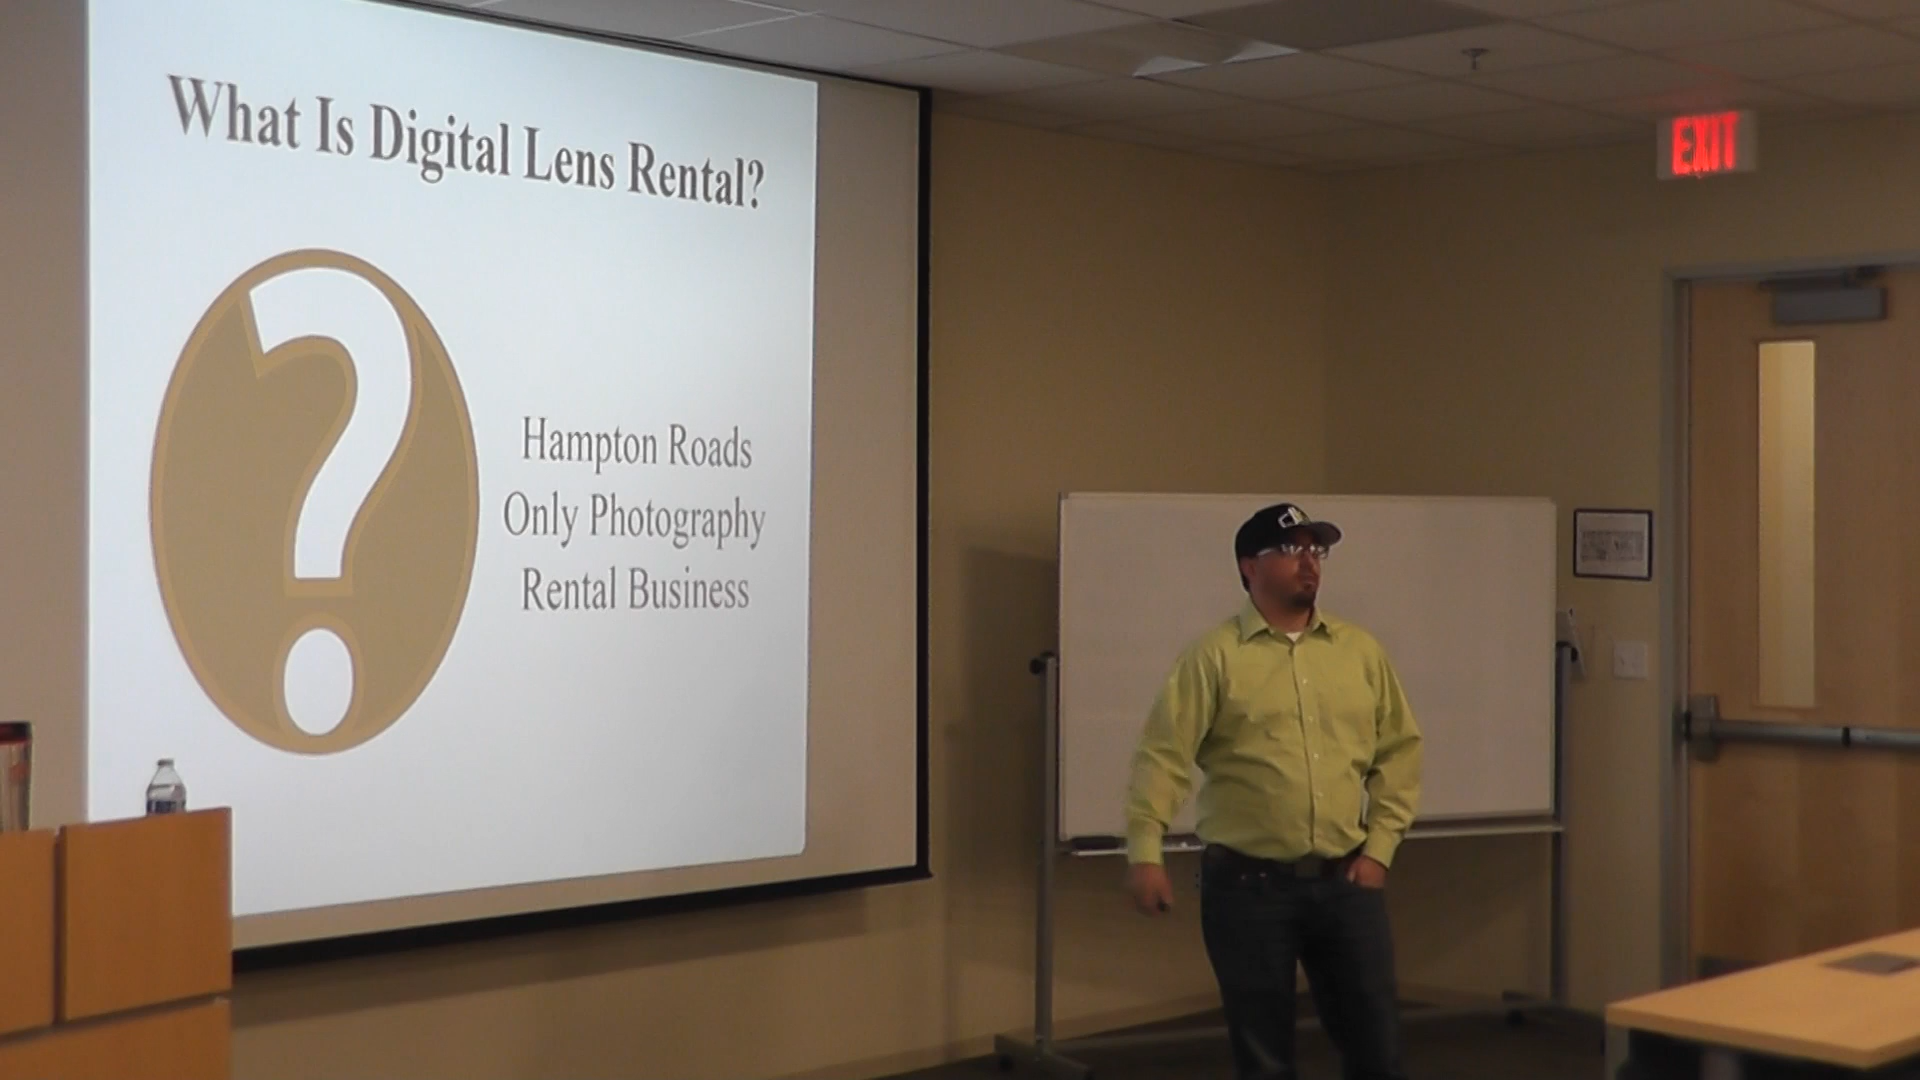 What Is Digital Lens Rental?
Hampton Roads
Only Photography
Rental Business
EXIT